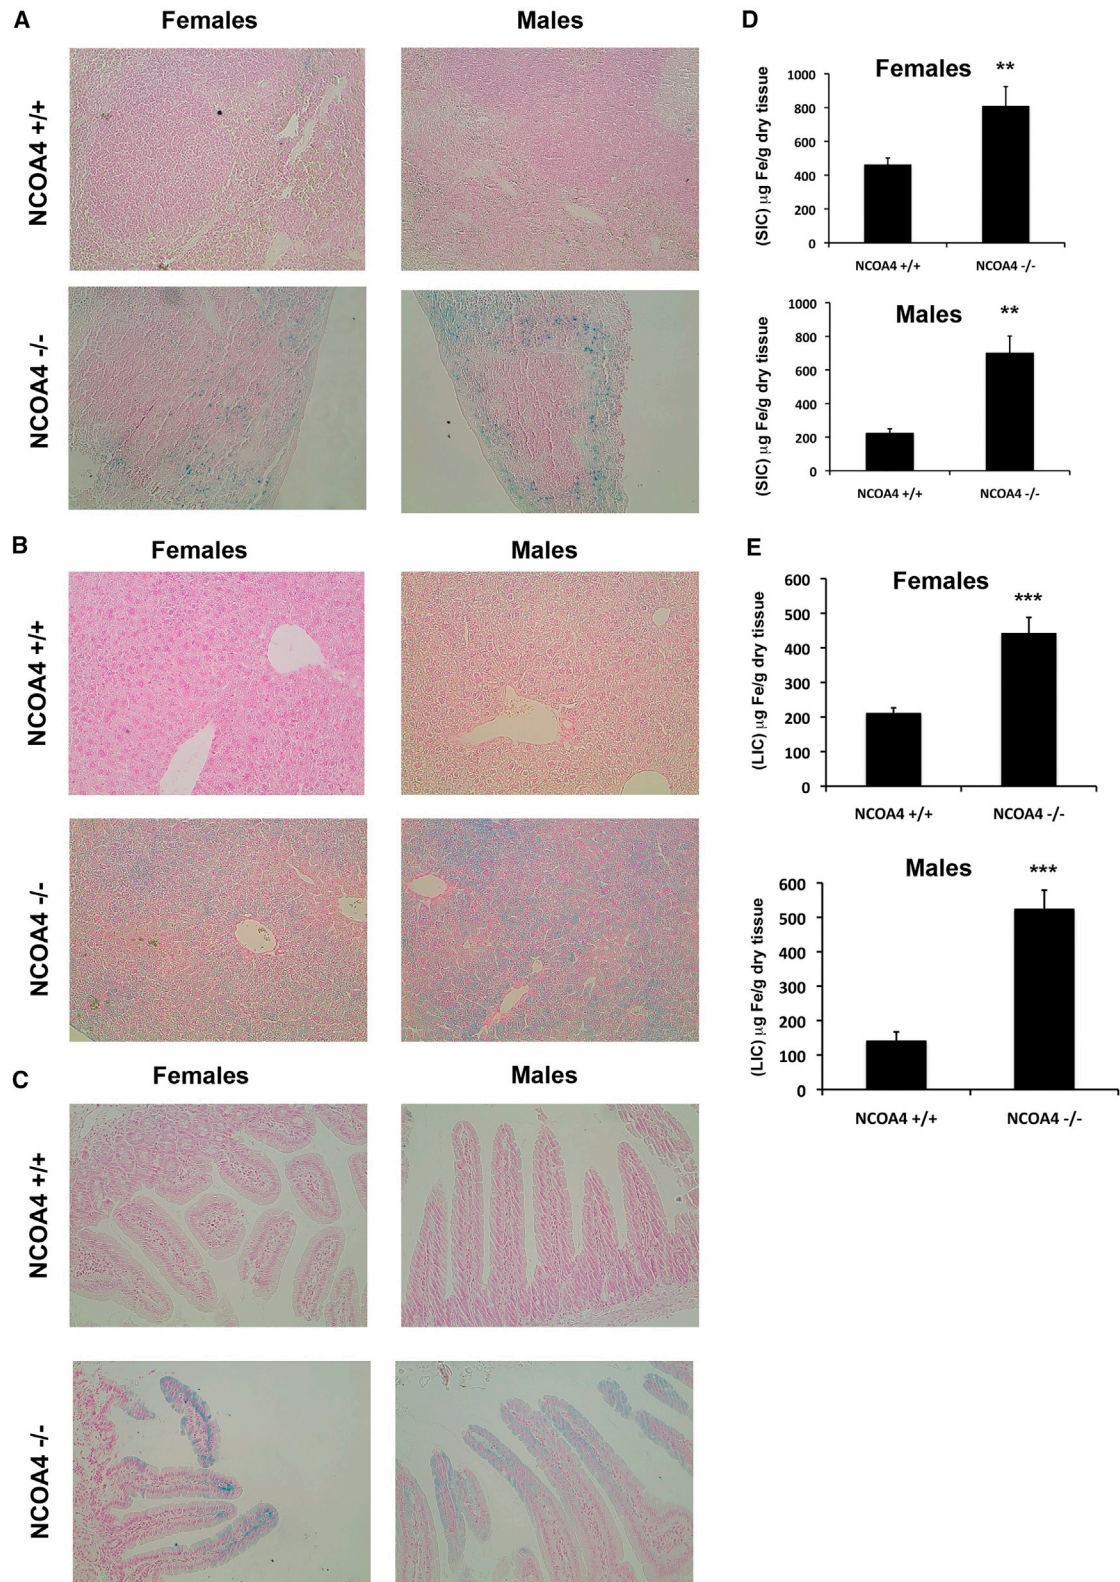 A
Females
Males
NCOA4 +/+
NCOA4 -/-
B
Females
Males
NCOA4 +/+
NCOA4 -/-
C
Females
Males
NCOA4 +/+
NCOA4 -/-
D
Females
**
(SIC) µg Fe/g dry tissue
1000
800
600
400
200
0
NCOA4 +/+
NCOA4 -/-
Males
**
(SIC) µg Fe/g dry tissue
1000
800
600
400
200
0
NCOA4 +/+
NCOA4 -/-
E
Females
***
(LIC) µg Fe/g dry tissue
600
500
400
300
200
100
0
NCOA4 +/+
NCOA4 -/-
Males
***
(LIC) µg Fe/g dry tissue
600
500
400
300
200
100
0
NCOA4 +/+
NCOA4 -/-